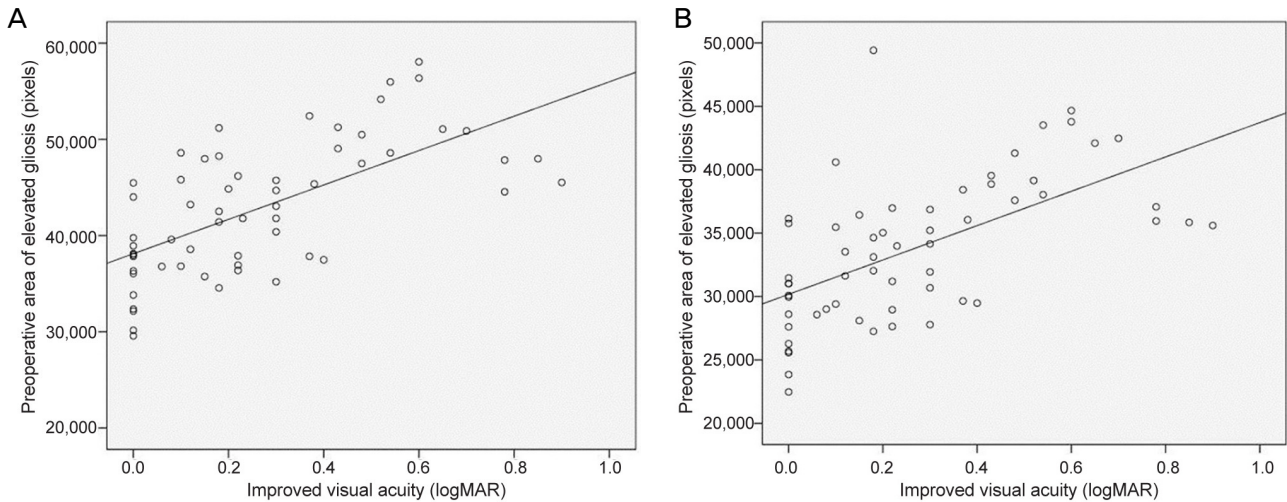 A
Preoperative area of elevated gliosis (pixels)
60,000
50,000
40,000
30,000
20,000
0.0 0.2 0.4 0.6 0.8 1.0
Improved visual acuity (logMAR)
B
Preoperative area of elevated gliosis (pixels)
50,000
45,000
40,000
35,000
30,000
25,000
20,000
0.0 0.2 0.4 0.6 0.8 1.0
Improved visual acuity (logMAR)